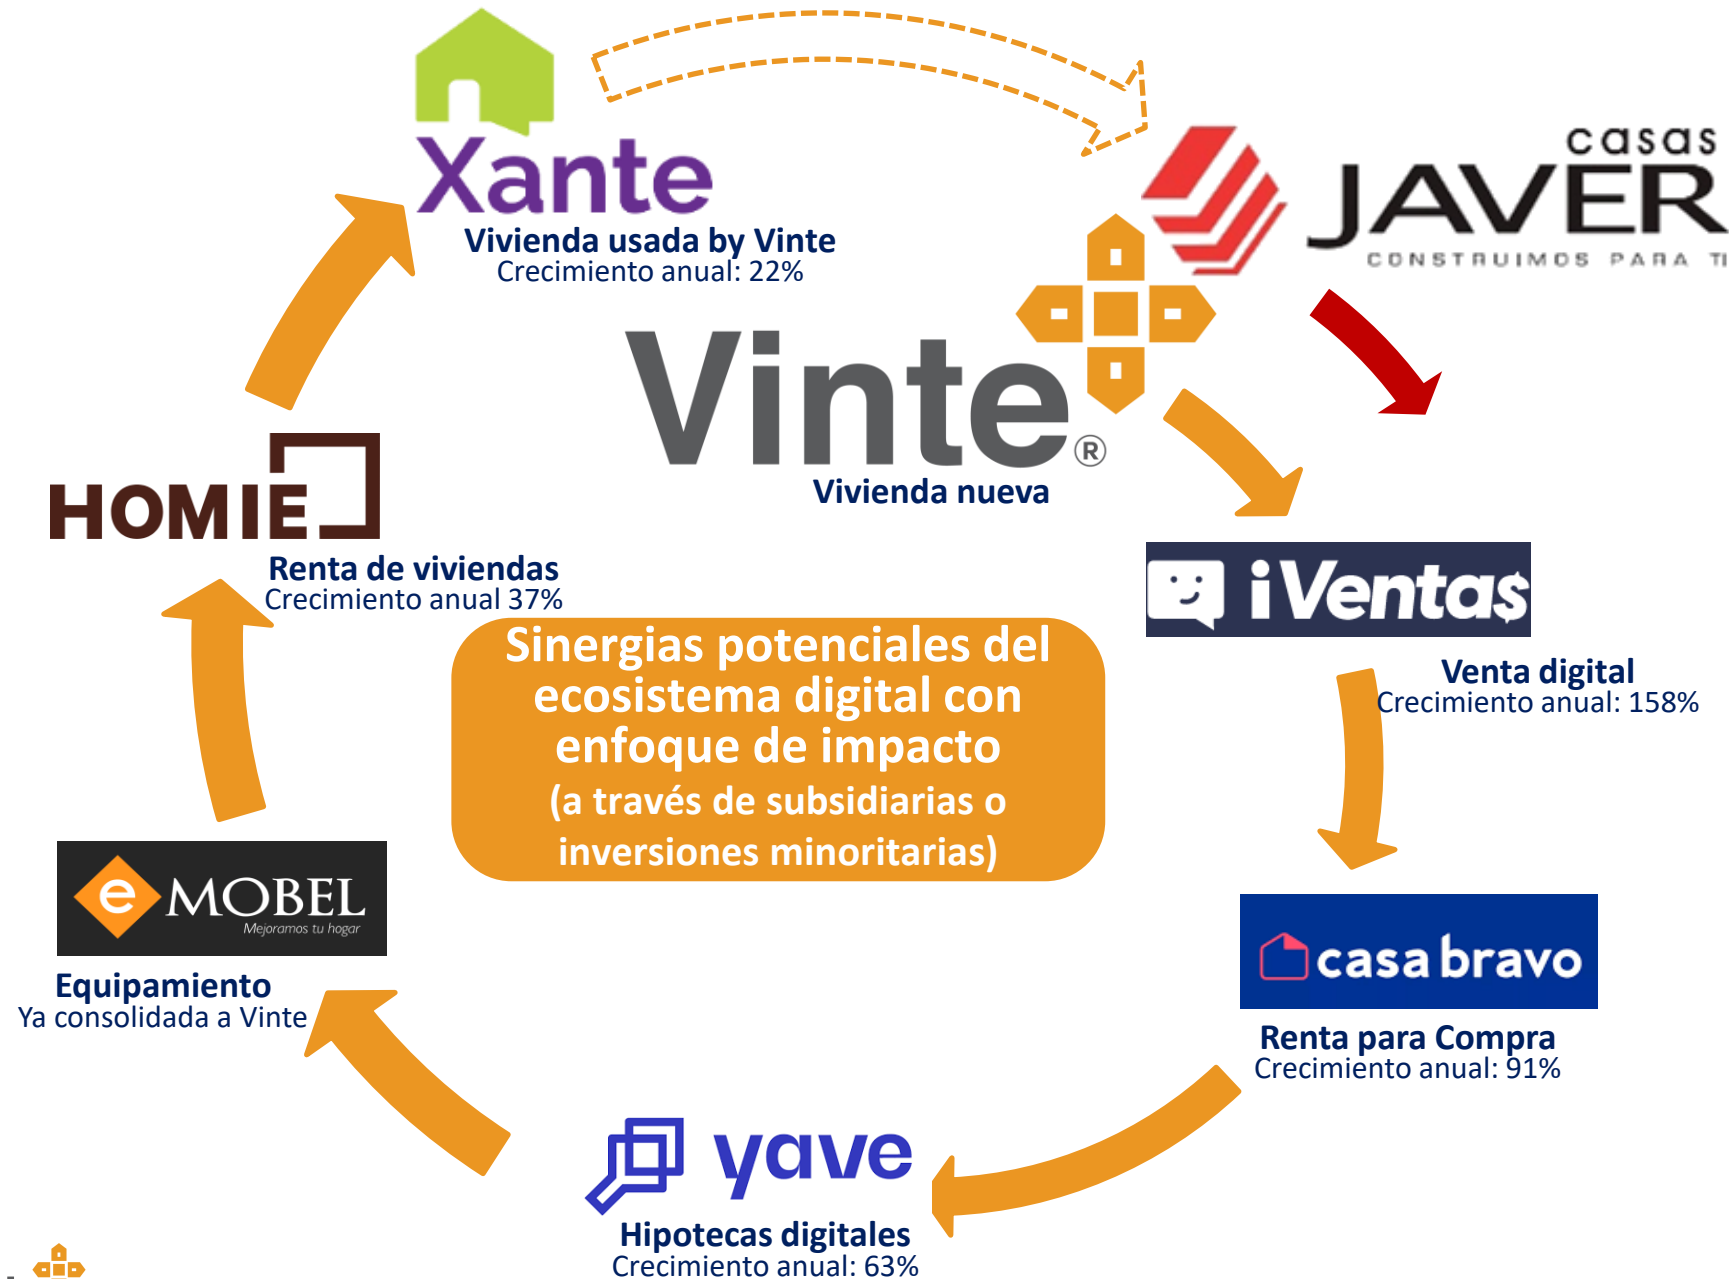 Xante
Vivienda usada by Vinte
Crecimiento anual: 22%
casas
JAVER
CONSTRUIMOS PARA TI
Vinte®
Vivienda nueva
HOMIE
Renta de viviendas
Crecimiento anual 37%
iVentas
Venta digital
Crecimiento anual: 158%
Sinergias potenciales del
ecosistema digital con
enfoque de impacto
(a través de subsidiarias o
inversiones minoritarias)
e MOBEL
Mejoramos tu hogar
Equipamiento
Ya consolidada a Vinte
casa bravo
Renta para Compra
Crecimiento anual: 91%
yave
Hipotecas digitales
Crecimiento anual: 63%
-